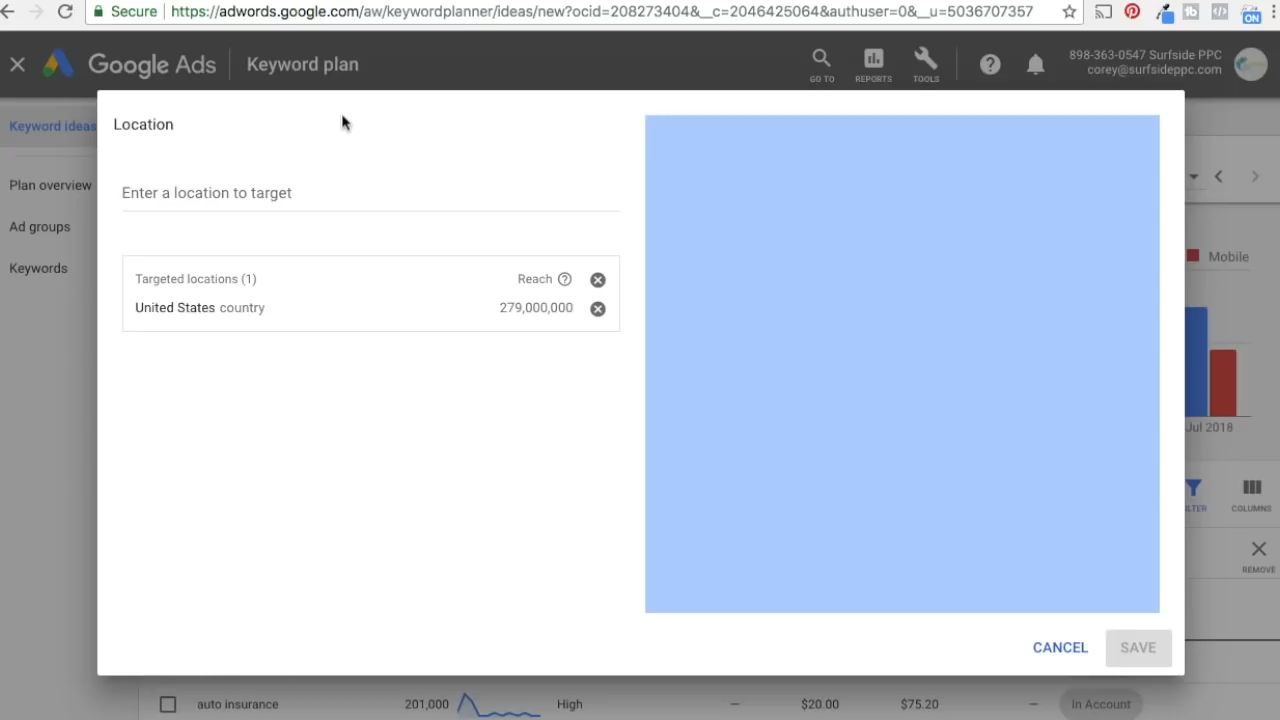 Secure https://adwords.google.com/aw/keywordplanner/ideas/new?ocid=208273404&__c=2046425064&authuser=0&__u=5036707357
ON
Google Ads Keyword plan
GO TO
REPORTS
TOOLS
898-363-0547 Surfside PPC
corey@surfsideppc.com
Keyword ideas
Plan overview
Ad groups
Keywords
Location
Enter a location to target
Targeted locations (1) Reach
United States country 279,000,000
CANCEL
SAVE
Mobile
Jul 2018
COLUMNS
REMOVE
auto insurance 201,000 High – $20.00 $75.20 – In Account